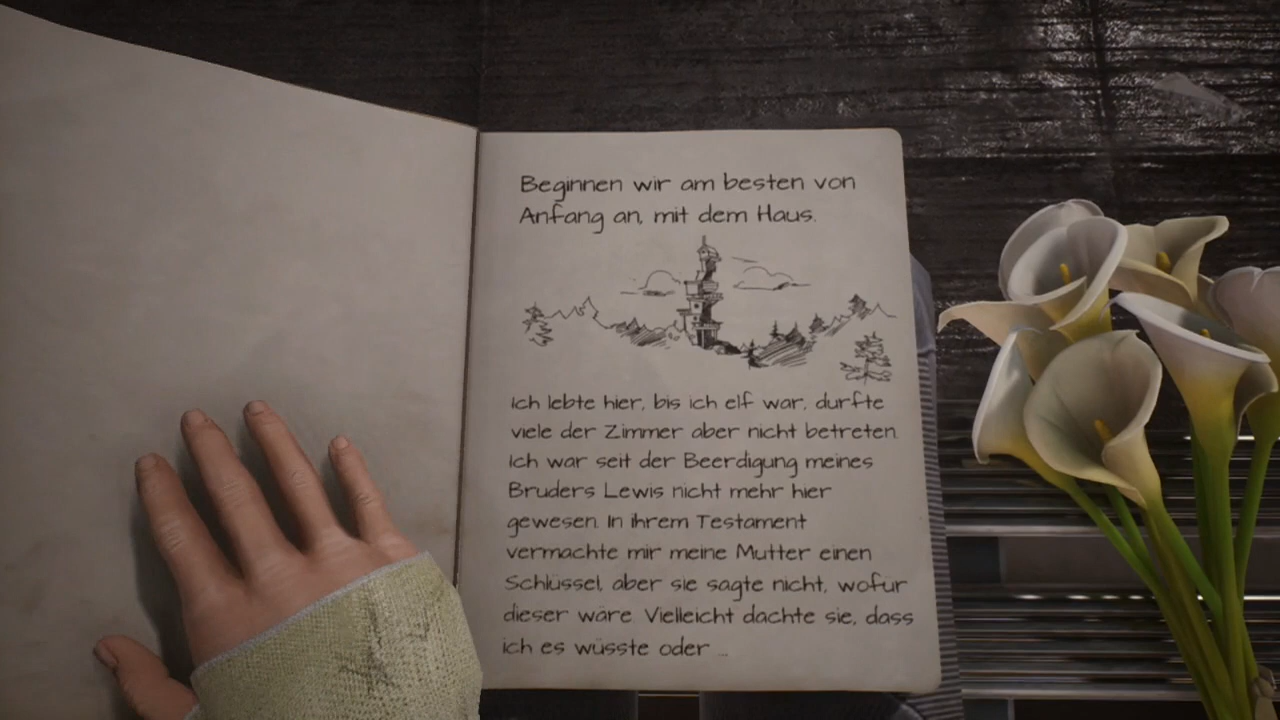 Beginnen wir am besten von
Anfang an, mit dem Haus.
Ich lebte hier, bis ich elf war, durfte
viele der Zimmer aber nicht betreten.
Ich war seit der Beerdigung meines
Bruders Lewis nicht mehr hier
gewesen. In ihrem Testament
vermachte mir meine Mutter einen
Schlüssel, aber sie sagte nicht, wofür
dieser wäre. Vielleicht dachte sie, dass
ich es wüsste oder ...